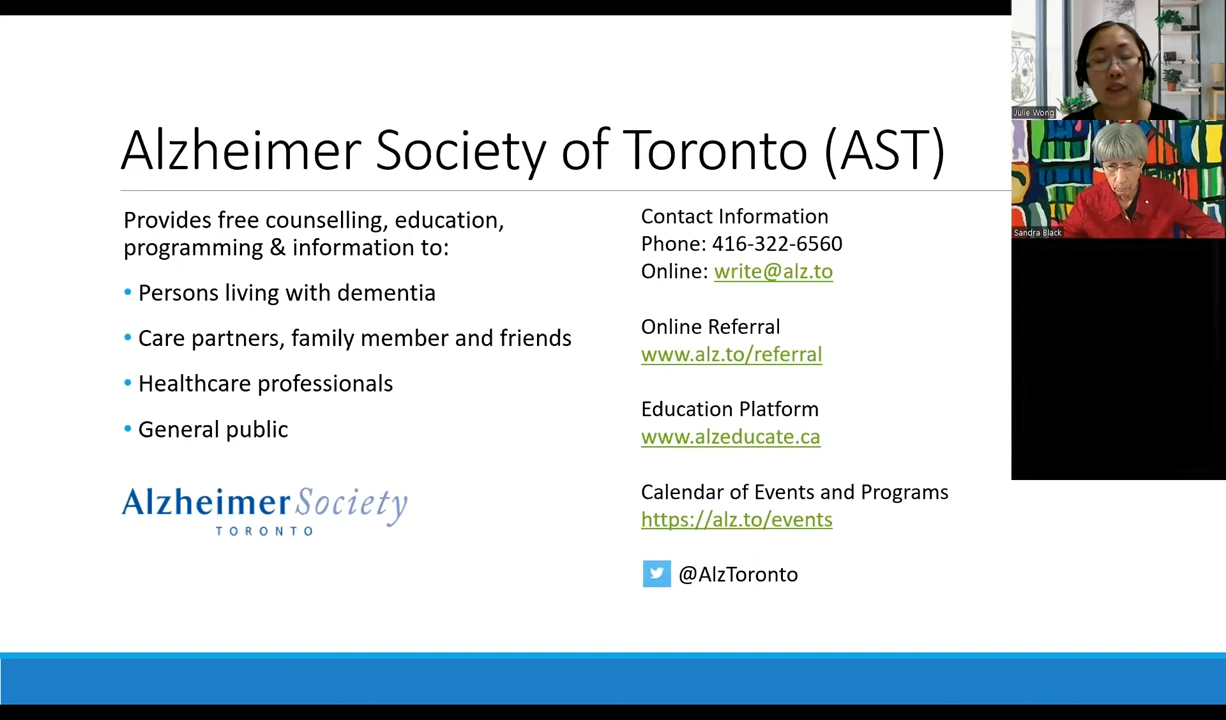 Alzheimer Society of Toronto (AST)
Provides free counselling, education,
programming & information to:
• Persons living with dementia
• Care partners, family member and friends
• Healthcare professionals
• General public
Alzheimer Society
TORONTO
Contact Information
Phone: 416-322-6560
Online: write@alz.to
Online Referral
www.alz.to/referral
Education Platform
www.alzeducate.ca
Calendar of Events and Programs
https://alz.to/events
@AlzToronto
Julie Wong
Sandra Black